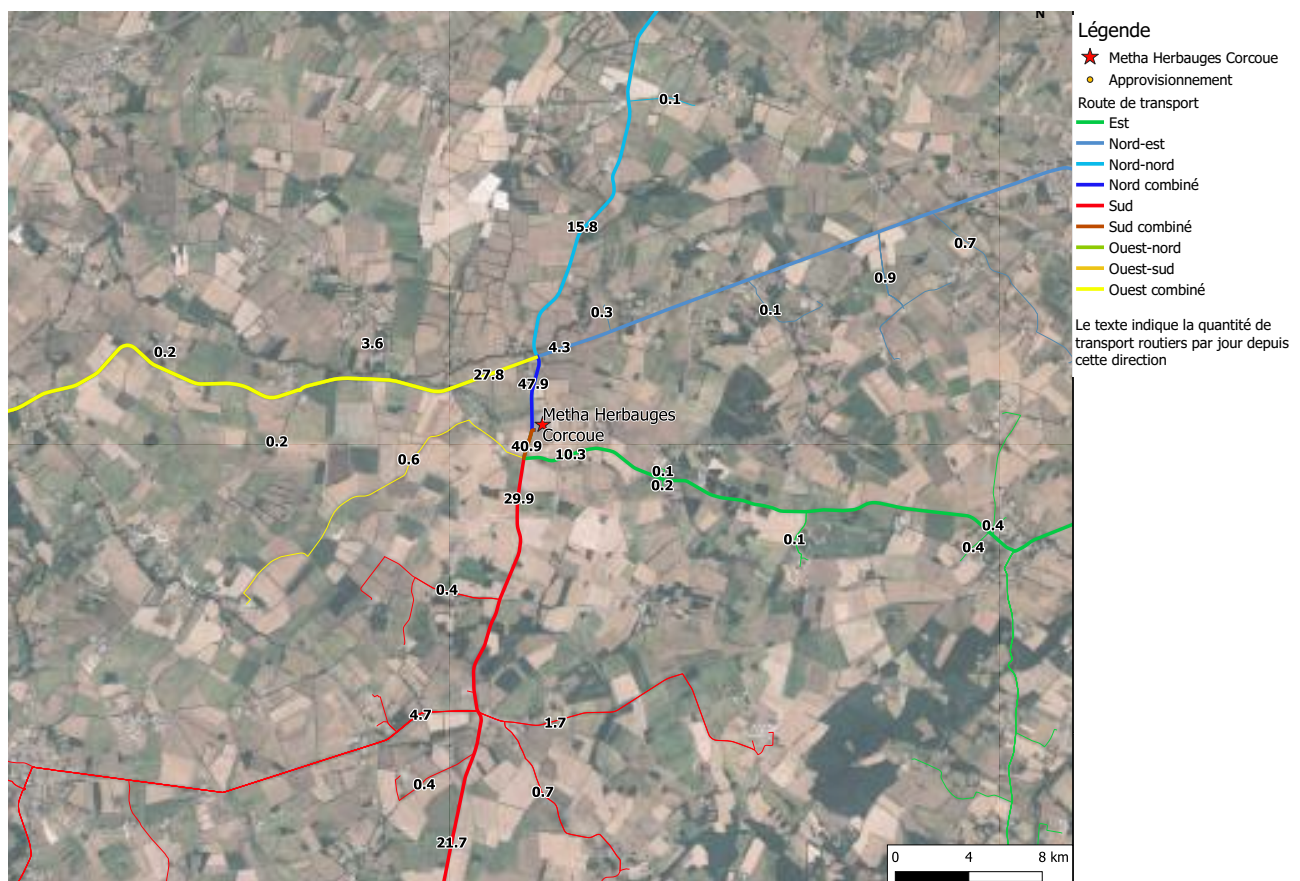 N
0.1
15.8
0.7
0.9
0.1
0.3
4.3
3.6
0.2
27.8
47.9
Metha Herbauges
Corcoue
40.9
10.3
0.2
0.6
0.1
0.2
29.9
0.4
0.4
0.1
0.4
4.7
1.7
0.4
0.7
21.7
0 4 8 km
Légende
Metha Herbauges Corcoue
Approvisionnement
Route de transport
Est
Nord-est
Nord-nord
Nord combiné
Sud
Sud combiné
Ouest-nord
Ouest-sud
Ouest combiné
Le texte indique la quantité de
transport routiers par jour depuis
cette direction